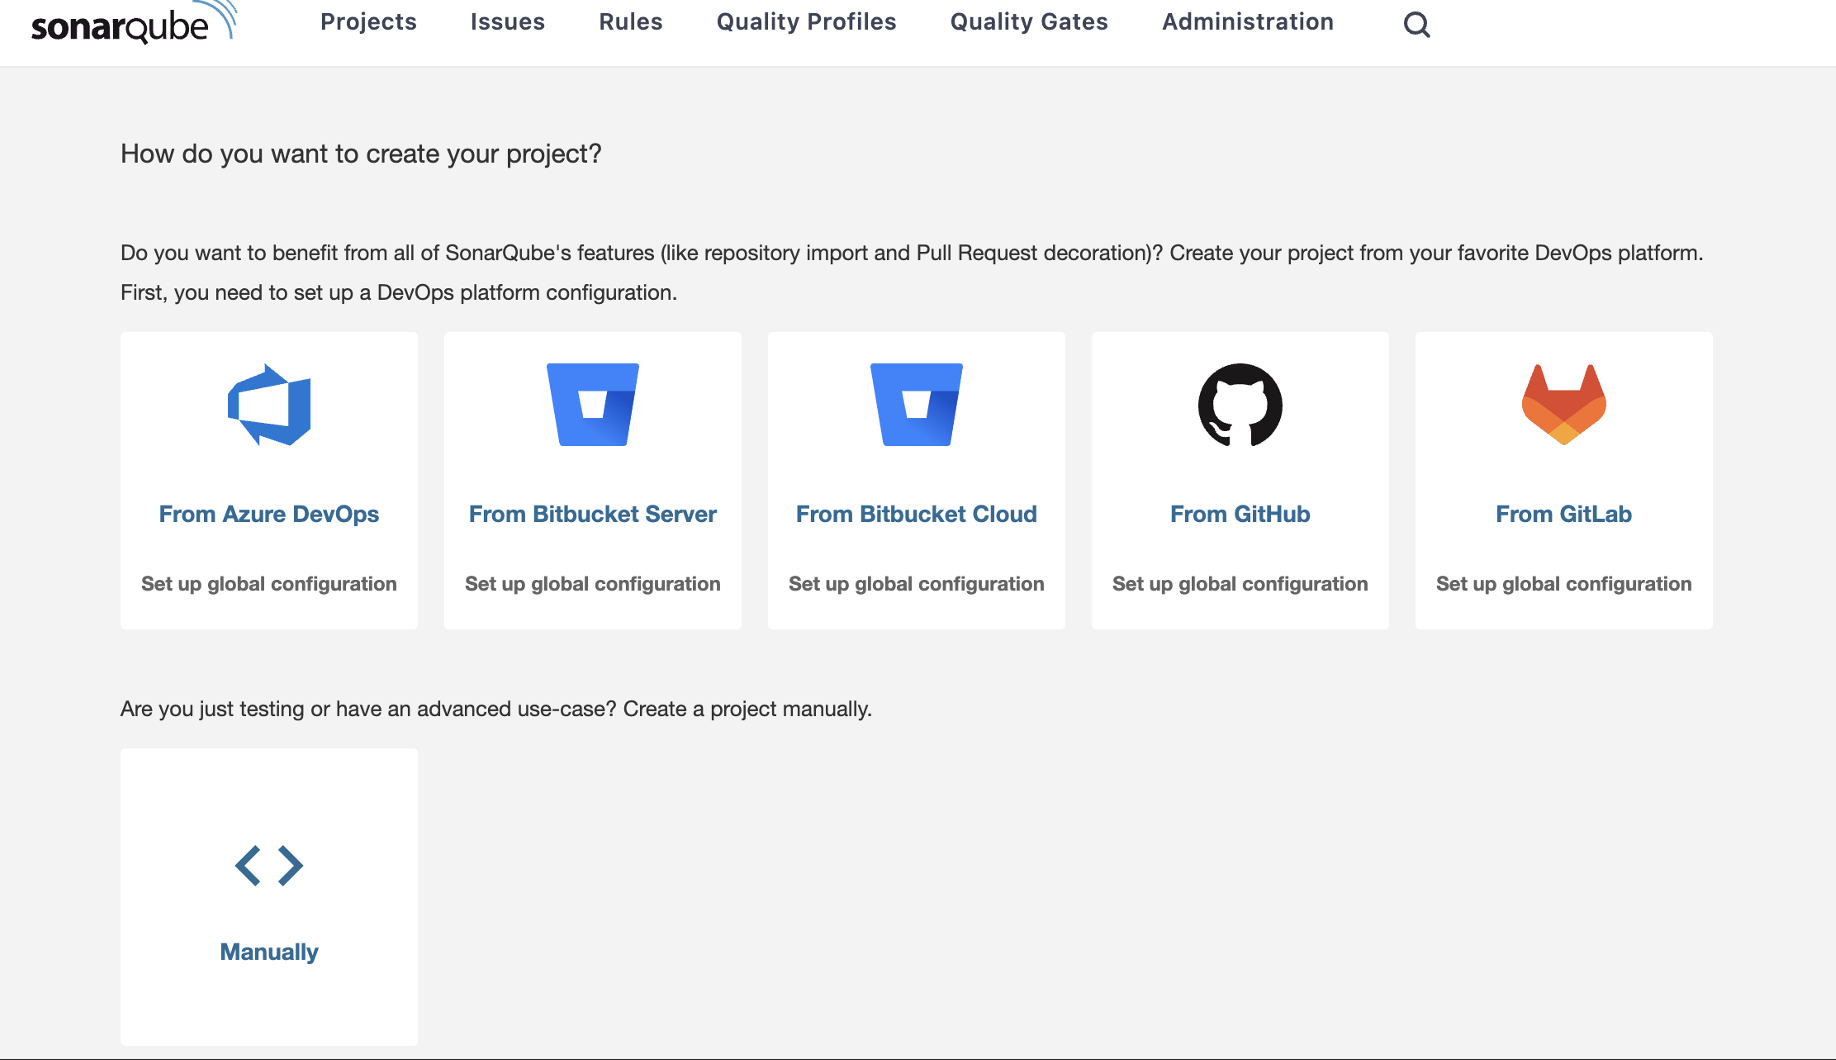 sonarqube
Projects Issues Rules Quality Profiles Quality Gates Administration
How do you want to create your project?
Do you want to benefit from all of SonarQube's features (like repository import and Pull Request decoration)? Create your project from your favorite DevOps platform.
First, you need to set up a DevOps platform configuration.
From Azure DevOps From Bitbucket Server From Bitbucket Cloud From GitHub From GitLab
Set up global configuration Set up global configuration Set up global configuration Set up global configuration Set up global configuration
Are you just testing or have an advanced use-case? Create a project manually.
Manually